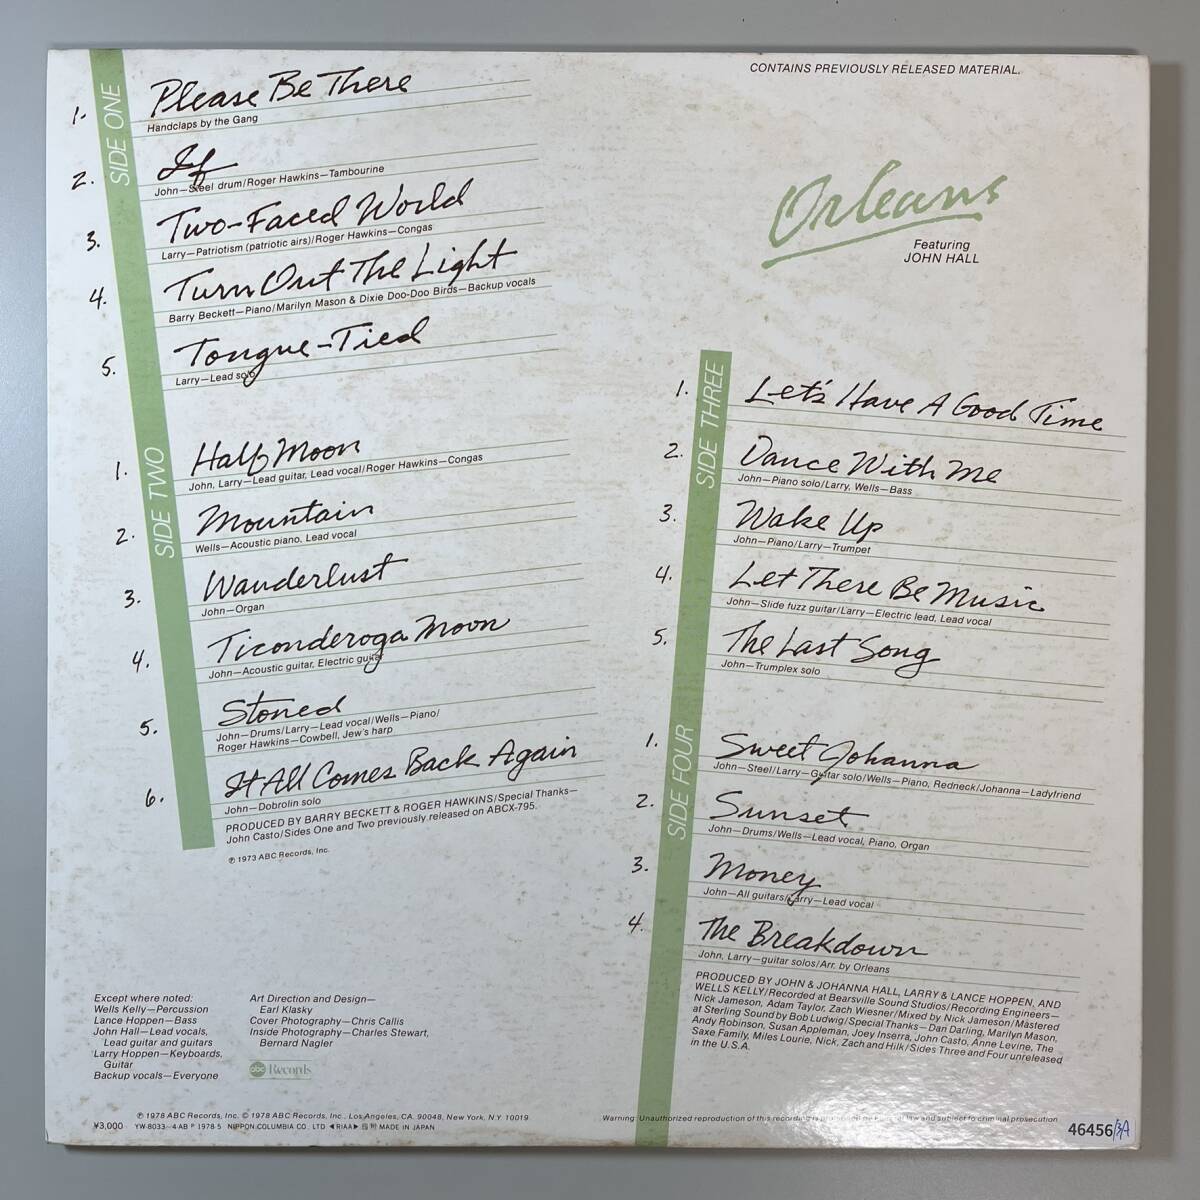 CONTAINS PREVIOUSLY RELEASED MATERIAL.
Orleans
Featuring
JOHN HALL
SIDE ONE
1. Please Be There
Handclaps by the Gang
2. If
John—Steel drum/Roger Hawkins—Tambourine
3. Two-Faced World
Larry—Patriotism (patriotic airs)/Roger Hawkins—Congas
4. Turn Out The Light
Barry Beckett—Piano/Marilyn Mason & Dixie Doo-Doo Birds—Backup vocals
5. Tongue-Tied
Larry—Lead solo
SIDE TWO
1. Half Moon
John, Larry—Lead guitar, Lead vocal/Roger Hawkins—Congas
2. Mountain
Wells—Acoustic piano, Lead vocal
3. Wanderlust
John—Organ
4. Ticonderoga Moon
John—Acoustic guitar, Electric guitar
5. Stoned
John—Drums/Larry—Lead vocal/Wells—Piano/
Roger Hawkins—Cowbell, Jew's harp
6. It All Comes Back Again
John—Dobrolin solo
PRODUCED BY BARRY BECKETT & ROGER HAWKINS/Special Thanks—
John Casto/Sides One and Two previously released on ABCX-795.
℗ 1973 ABC Records, Inc.
SIDE THREE
1. Let's Have A Good Time
2. Dance With Me
John—Piano solo/Larry, Wells—Bass
3. Wake Up
John—Piano/Larry—Trumpet
4. Let There Be Music
John—Slide fuzz guitar/Larry—Electric lead, Lead vocal
5. The Last Song
John—Trumplex solo
SIDE FOUR
1. Sweet Johanna
John—Steel/Larry—Guitar solo/Wells—Piano, Redneck/Johanna—Ladyfriend
2. Sunset
John—Drums/Wells—Lead vocal, Piano, Organ
3. Money
John—All guitars/Larry—Lead vocal
4. The Breakdown
John, Larry—guitar solos/Arr. by Orleans
PRODUCED BY JOHN & JOHANNA HALL, LARRY & LANCE HOPPEN, AND
WELLS KELLY/Recorded at Bearsville Sound Studios/Recording Engineers—
Nick Jameson, Adam Taylor, Zach Wiesner/Mixed by Nick Jameson/Mastered
at Sterling Sound by Bob Ludwig/Special Thanks—Dan Darling, Marilyn Mason,
Andy Robinson, Susan Appleman, Joey Inserra, John Casto, Anne Levine, The
Saxe Family, Miles Lourie, Nick, Zach and Hilk/Sides Three and Four unreleased
in the U.S.A.
Except where noted:
Wells Kelly—Percussion
Lance Hoppen—Bass
John Hall—Lead vocals,
Lead guitar and guitars
Larry Hoppen—Keyboards,
Guitar
Backup vocals—Everyone
Art Direction and Design—
Earl Klasky
Cover Photography—Chris Callis
Inside Photography—Charles Stewart,
Bernard Nagler
abc Records
℗ 1978 ABC Records, Inc. © 1978 ABC Records, Inc., Los Angeles, CA. 90048, New York, N.Y. 10019
Warning: Unauthorized reproduction of this recording is prohibited by Federal law and subject to criminal prosecution
¥3,000 YW-8033—4-AB ℗ 1978·5 NIPPON COLUMBIA CO., LTD. ◀RIAA▶ MADE IN JAPAN
46456